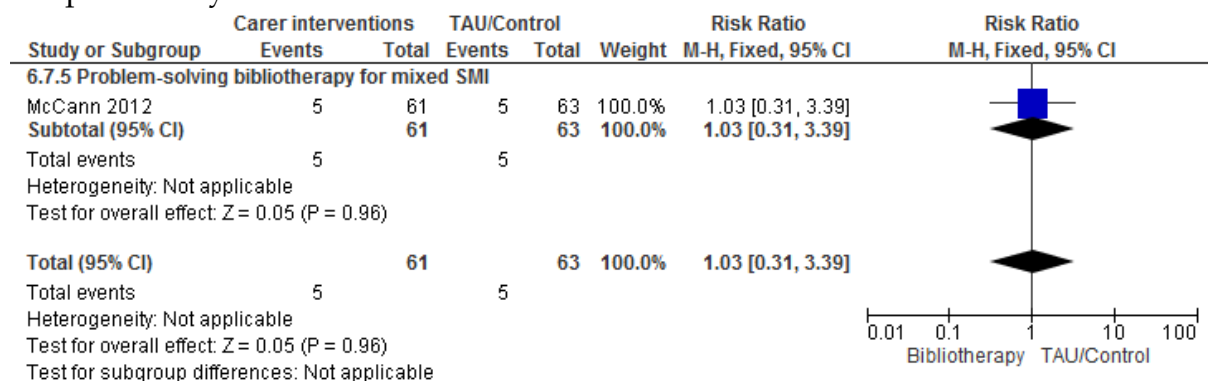 Carer interventions TAU/Control Risk Ratio Risk Ratio
Study or Subgroup Events Total Events Total Weight M-H, Fixed, 95% CI M-H, Fixed, 95% CI
6.7.5 Problem-solving bibliotherapy for mixed SMI
McCann 2012 5 61 5 63 100.0% 1.03 [0.31, 3.39]
Subtotal (95% CI) 61 63 100.0% 1.03 [0.31, 3.39]
Total events 5 5
Heterogeneity: Not applicable
Test for overall effect: Z = 0.05 (P = 0.96)
Total (95% CI) 61 63 100.0% 1.03 [0.31, 3.39]
Total events 5 5
Heterogeneity: Not applicable
Test for overall effect: Z = 0.05 (P = 0.96)
Test for subgroup differences: Not applicable
0.01 0.1 1 10 100
Bibliotherapy TAU/Control